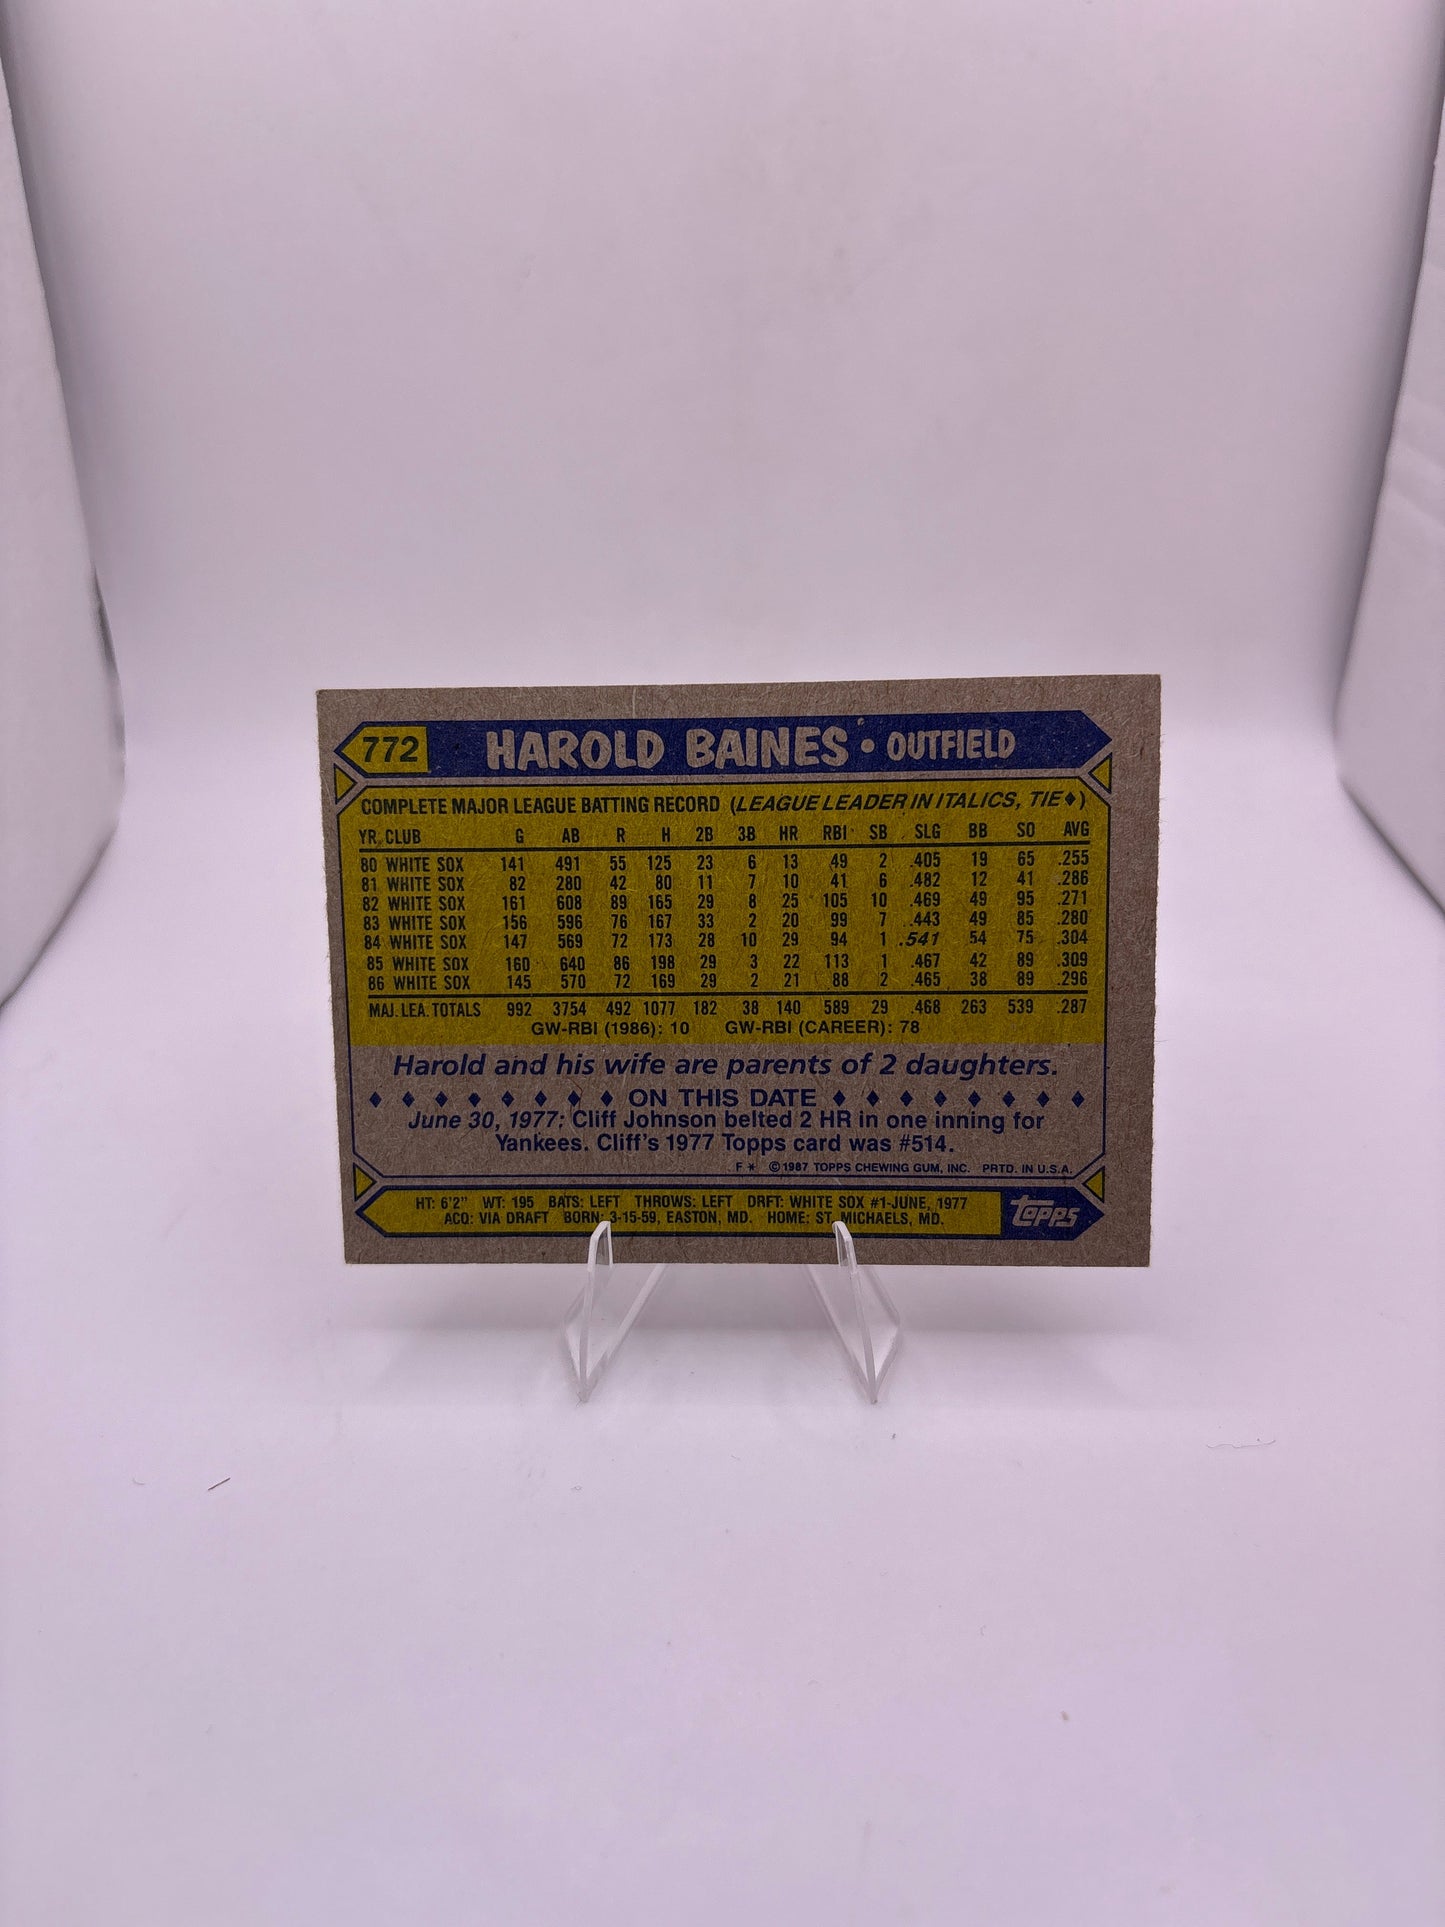 772 HAROLD BAINES • OUTFIELD
COMPLETE MAJOR LEAGUE BATTING RECORD (LEAGUE LEADER IN ITALICS, TIE♦)
YR. CLUB G AB R H 2B 3B HR RBI SB SLG BB SO AVG
80 WHITE SOX 141 491 55 125 23 6 13 49 2 .405 19 65 .255
81 WHITE SOX 82 280 42 80 11 7 10 41 6 .482 12 41 .286
82 WHITE SOX 161 608 89 165 29 8 25 105 10 .469 49 95 .271
83 WHITE SOX 156 596 76 167 33 2 20 99 7 .443 49 85 .280
84 WHITE SOX 147 569 72 173 28 10 29 94 1 .541 54 75 .304
85 WHITE SOX 160 640 86 198 29 3 22 113 1 .467 42 89 .309
86 WHITE SOX 145 570 72 169 29 2 21 88 2 .465 38 89 .296
MAJ. LEA. TOTALS 992 3754 492 1077 182 38 140 589 29 .468 263 539 .287
GW-RBI (1986): 10 GW-RBI (CAREER): 78
Harold and his wife are parents of 2 daughters.
♦ ♦ ♦ ♦ ♦ ♦ ♦ ♦ ON THIS DATE ♦ ♦ ♦ ♦ ♦ ♦ ♦ ♦
June 30, 1977: Cliff Johnson belted 2 HR in one inning for
Yankees. Cliff's 1977 Topps card was #514.
F * © 1987 TOPPS CHEWING GUM, INC. PRTD. IN U.S.A.
HT: 6'2" WT: 195 BATS: LEFT THROWS: LEFT DRFT: WHITE SOX #1-JUNE, 1977
ACQ: VIA DRAFT BORN: 3-15-59, EASTON, MD. HOME: ST. MICHAELS, MD.
topps